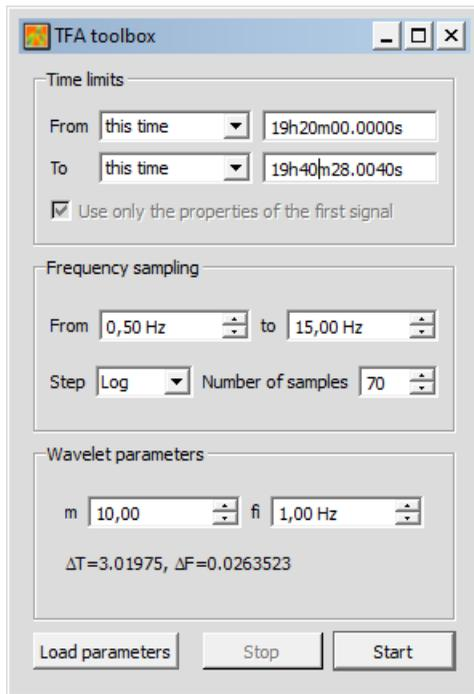 TFA toolbox
Time limits
From this time 19h20m00.0000s
To this time 19h40m28.0040s
Use only the properties of the first signal
Frequency sampling
From 0,50 Hz to 15,00 Hz
Step Log Number of samples 70
Wavelet parameters
m 10,00 fi 1,00 Hz
ΔT=3.01975, ΔF=0.0263523
Load parameters Stop Start